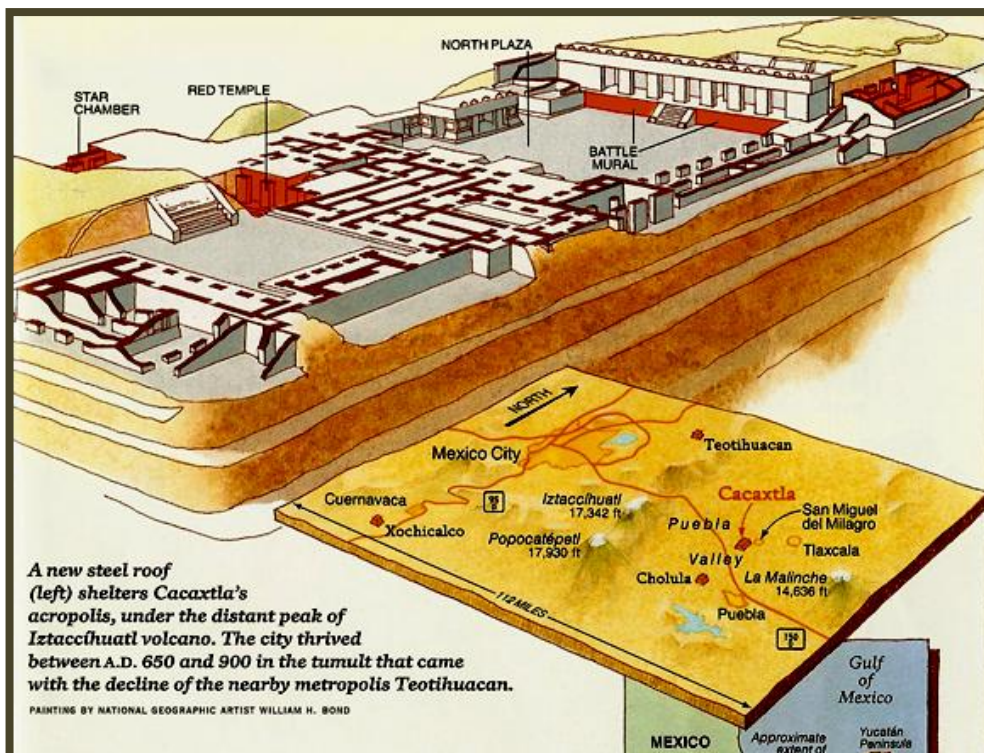 NORTH PLAZA
STAR
CHAMBER
RED TEMPLE
BATTLE
MURAL
NORTH
Mexico City
Teotihuacan
Cuernavaca
Xochicalco
95
D
Iztaccíhuatl
17,342 ft
Popocatépetl
17,930 ft
Cacaxtla
Puebla
Valley
San Miguel
del Milagro
Tlaxcala
Cholula
La Malinche
14,636 ft
Puebla
112 MILES
150
D
A new steel roof
(left) shelters Cacaxtla's
acropolis, under the distant peak of
Iztaccíhuatl volcano. The city thrived
between A.D. 650 and 900 in the tumult that came
with the decline of the nearby metropolis Teotihuacan.
PAINTING BY NATIONAL GEOGRAPHIC ARTIST WILLIAM H. BOND
Gulf
of
Mexico
MEXICO
Approximate
extent of
Yucatán
Peninsula